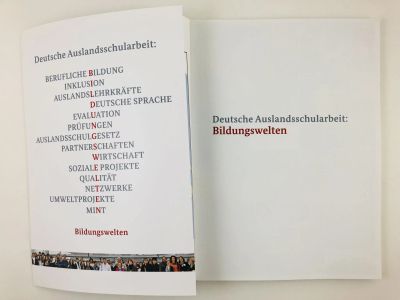 Deutsche Auslandsschularbeit:
BERUFLICHE BILDUNG
INKLUSION
AUSLANDSLEHRKRÄFTE
DEUTSCHE SPRACHE
EVALUATION
PRÜFUNGEN
AUSLANDSSCHULGESETZ
PARTNERSCHAFTEN
WIRTSCHAFT
SOZIALE PROJEKTE
QUALITÄT
NETZWERKE
UMWELTPROJEKTE
MINT
Bildungswelten
Deutsche Auslandsschularbeit:
Bildungswelten